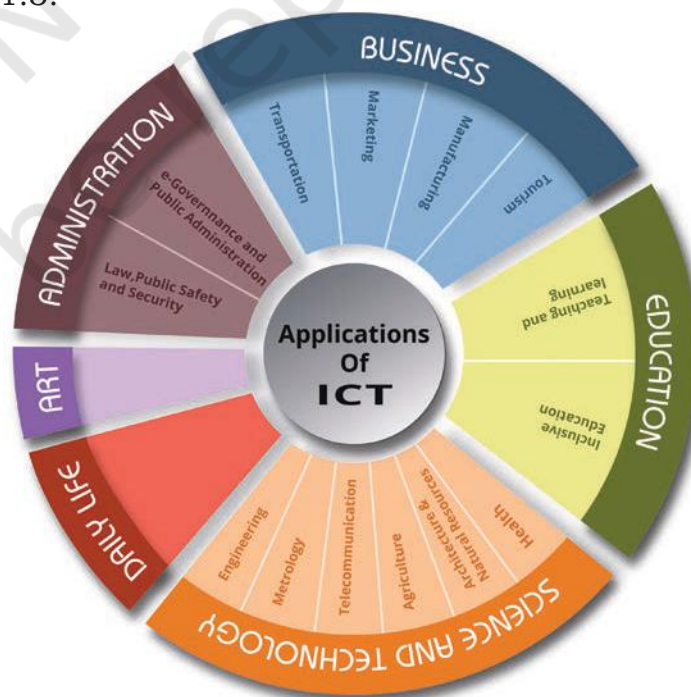 1.8.
Applications
Of
ICT
BUSINESS
Transportation
Marketing
Manufacturing
Tourism
EDUCATION
Teaching and
learning
Inclusive
Education
SCIENCE AND TECHNOLOGY
Health
Architecture &
Natural Resources
Agriculture
Telecommunication
Metrology
Engineering
DAILY LIFE
ART
ADMINISTRATION
Law,Public Safety
and Security
e-Governnance and
Public Administration